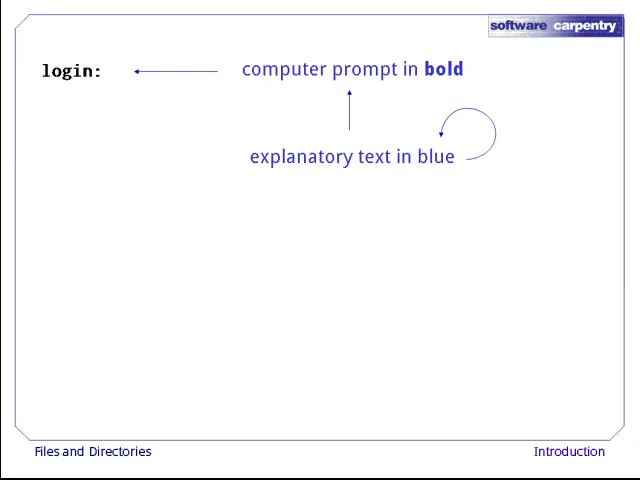 software carpentry
login: computer prompt in bold
explanatory text in blue
Files and Directories Introduction